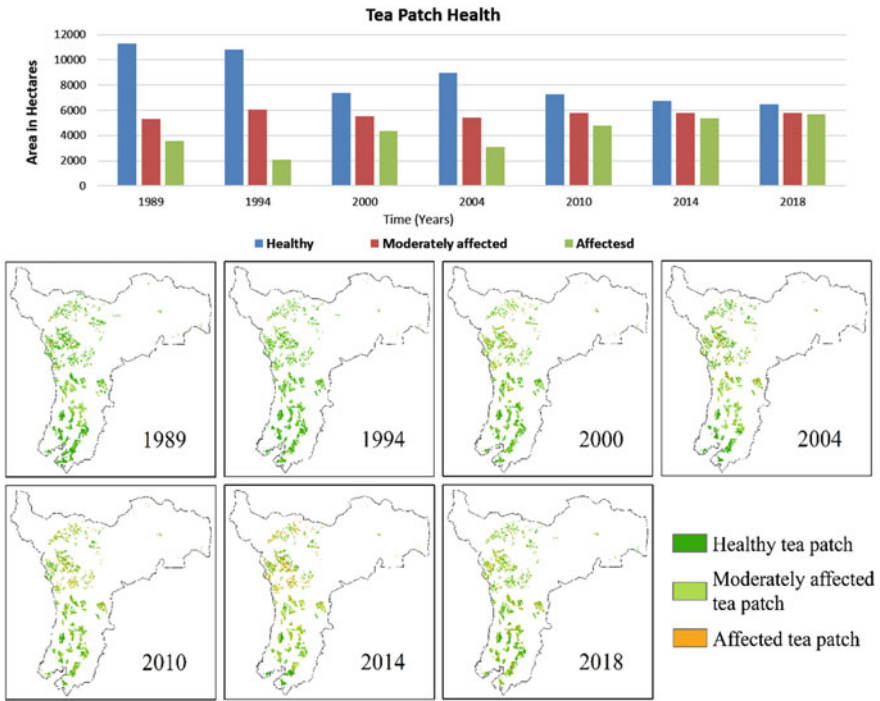 Tea Patch Health
Area in Hectares
12000
10000
8000
6000
4000
2000
0
1989 1994 2000 2004 2010 2014 2018
Time (Years)
Healthy Moderately affected Affectesd
1989 1994 2000 2004
2010 2014 2018
Healthy tea patch
Moderately affected
tea patch
Affected tea patch